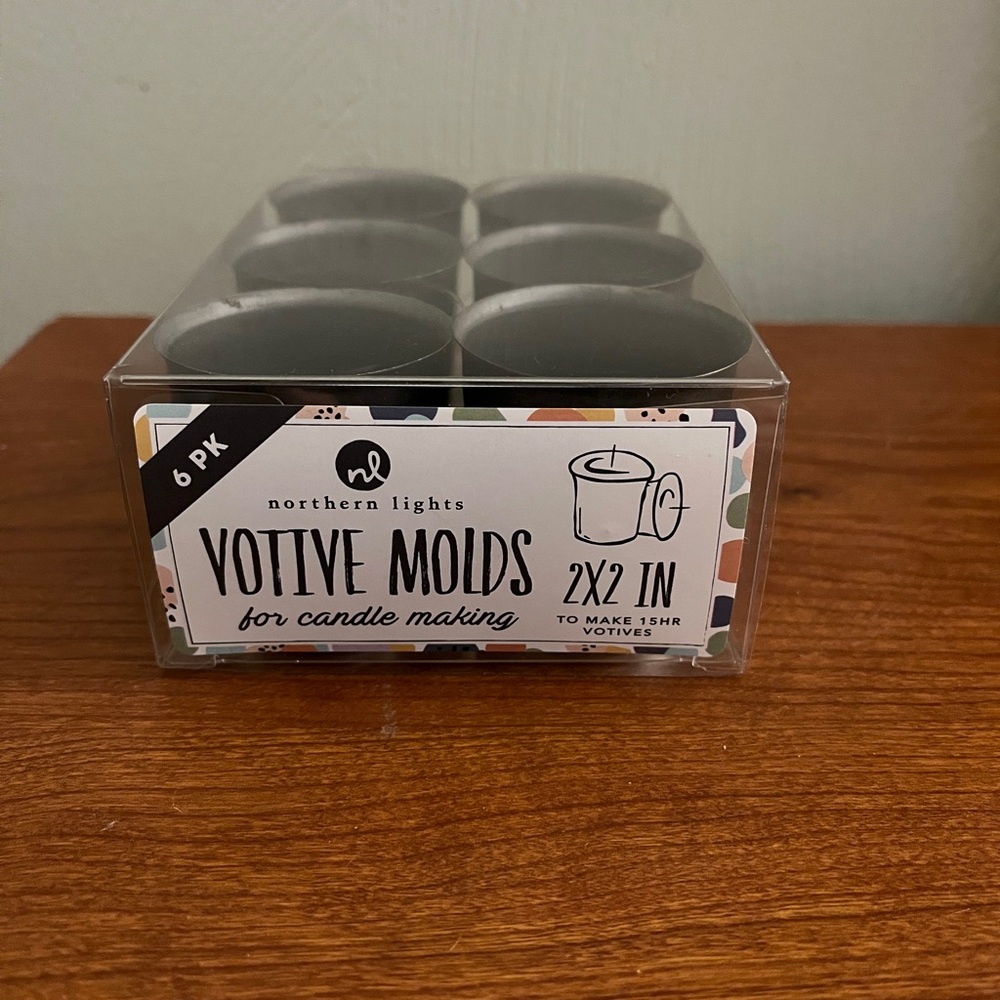 6 PK
nl
northern lights
VOTIVE MOLDS
for candle making
2X2 IN
TO MAKE 15HR
VOTIVES